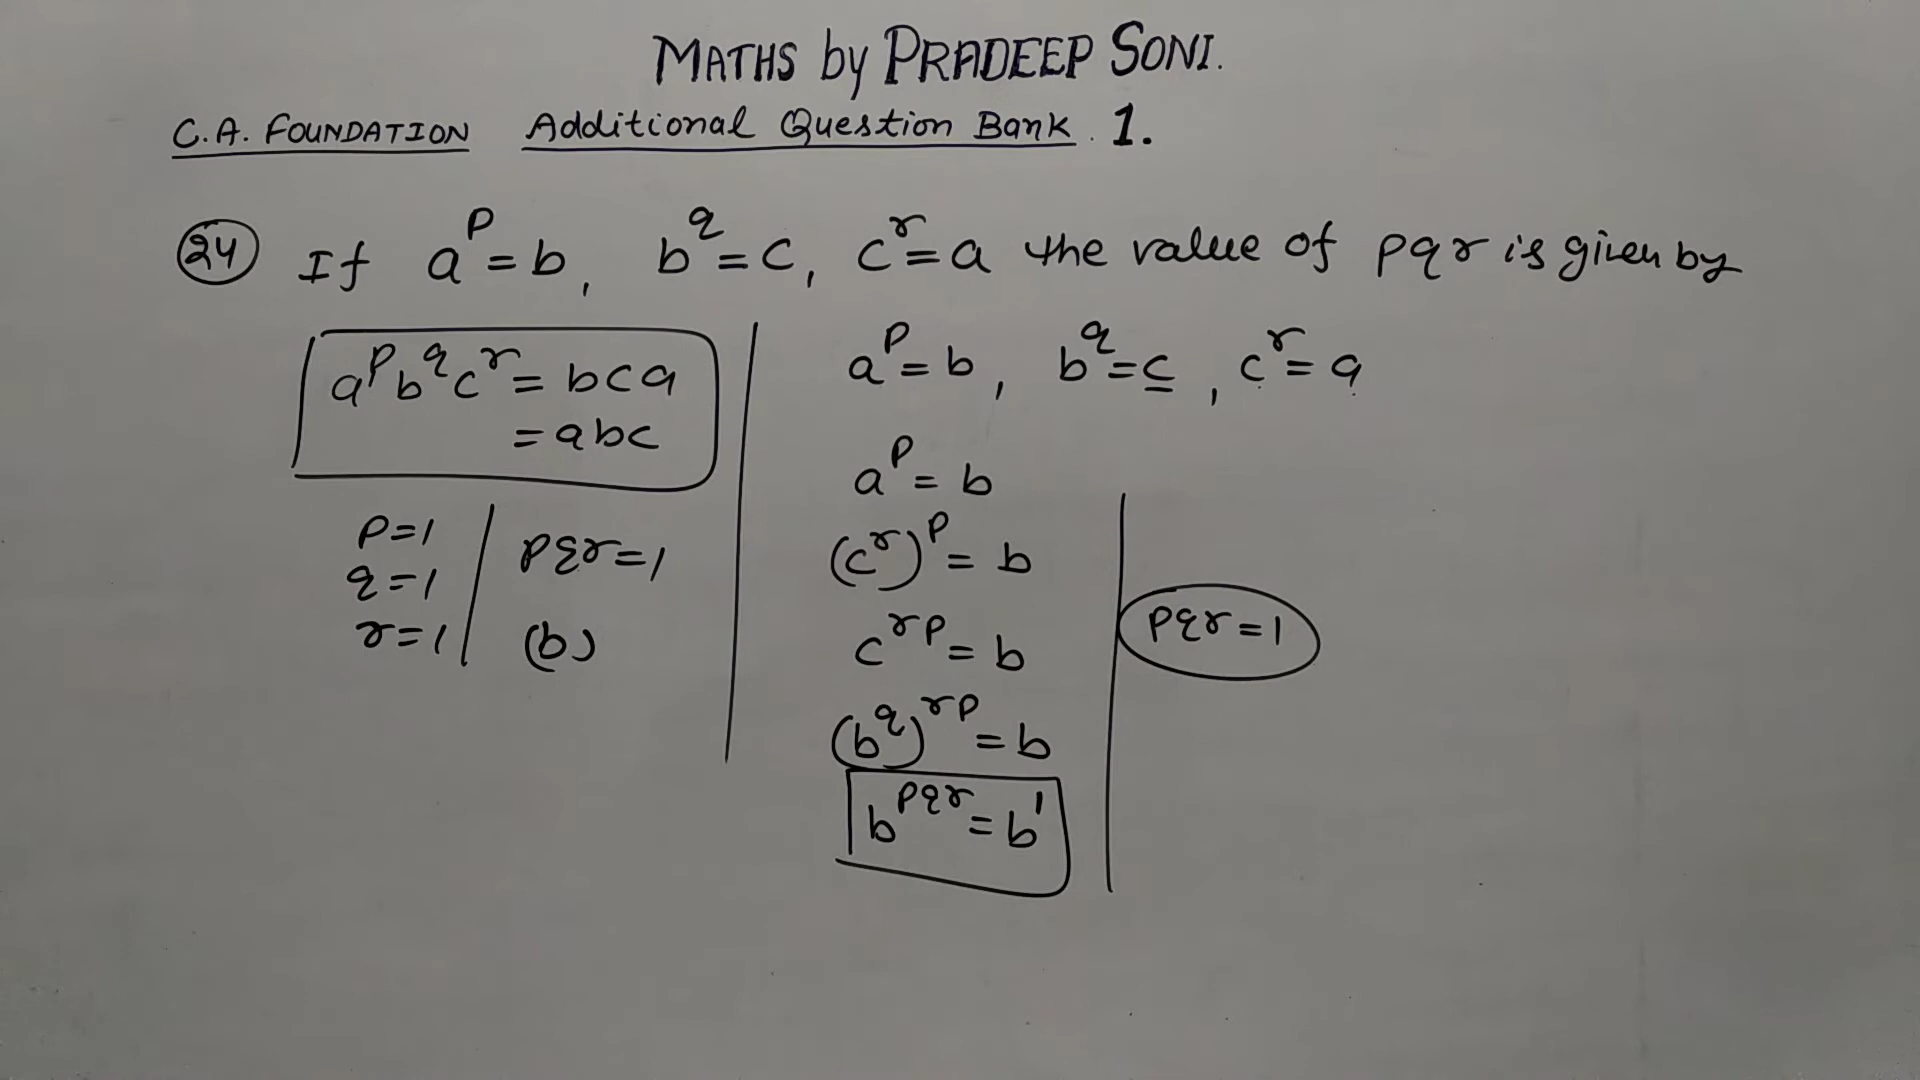 MATHS by PRADEEP SONI.
C.A. FOUNDATION Additional Question Bank. 1.
24 If a^p = b, b^q = c, c^r = a the value of pqr is given by
a^p b^q c^r = bca
= abc
p=1
q=1
r=1
pqr=1
(b)
a^p = b, b^q = c, c^r = a
a^p = b
(c^r)^p = b
c^rp = b
(b^q)^rp = b
b^pqr = b^1
pqr = 1